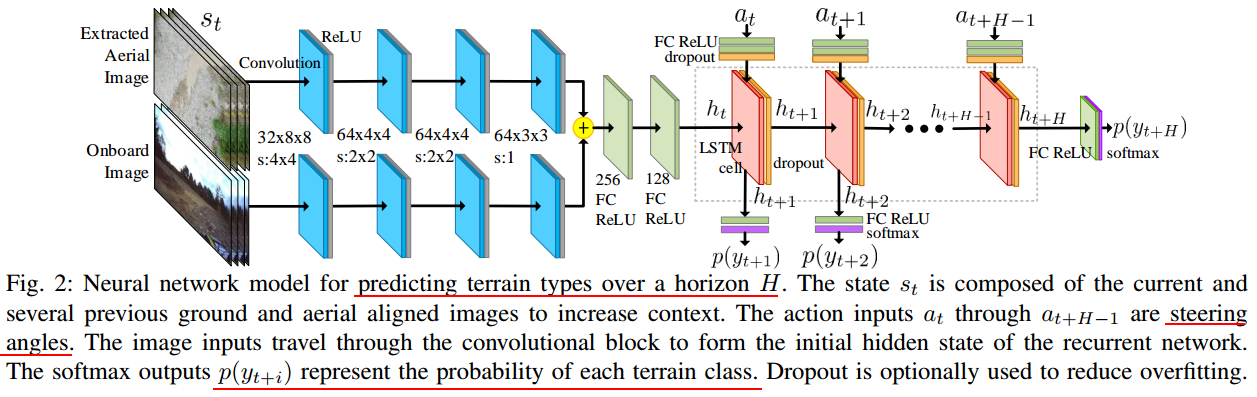 Extracted
Aerial
Image
s_t
Onboard
Image
Convolution
ReLU
32x8x8
s:4x4
64x4x4
s:2x2
64x4x4
s:2x2
64x3x3
s:1
+
256
FC
ReLU
128
FC
ReLU
FC ReLU
dropout
a_t
a_{t+1}
a_{t+H-1}
h_t
LSTM
cell
h_{t+1}
dropout
h_{t+2}
h_{t+H-1}
h_{t+H}
FC ReLU
softmax
p(y_{t+H})
h_{t+1}
h_{t+2}
FC ReLU
softmax
p(y_{t+1})
p(y_{t+2})
Fig. 2: Neural network model for predicting terrain types over a horizon H. The state s_t is composed of the current and
several previous ground and aerial aligned images to increase context. The action inputs a_t through a_{t+H−1} are steering
angles. The image inputs travel through the convolutional block to form the initial hidden state of the recurrent network.
The softmax outputs p(y_{t+i}) represent the probability of each terrain class. Dropout is optionally used to reduce overfitting.